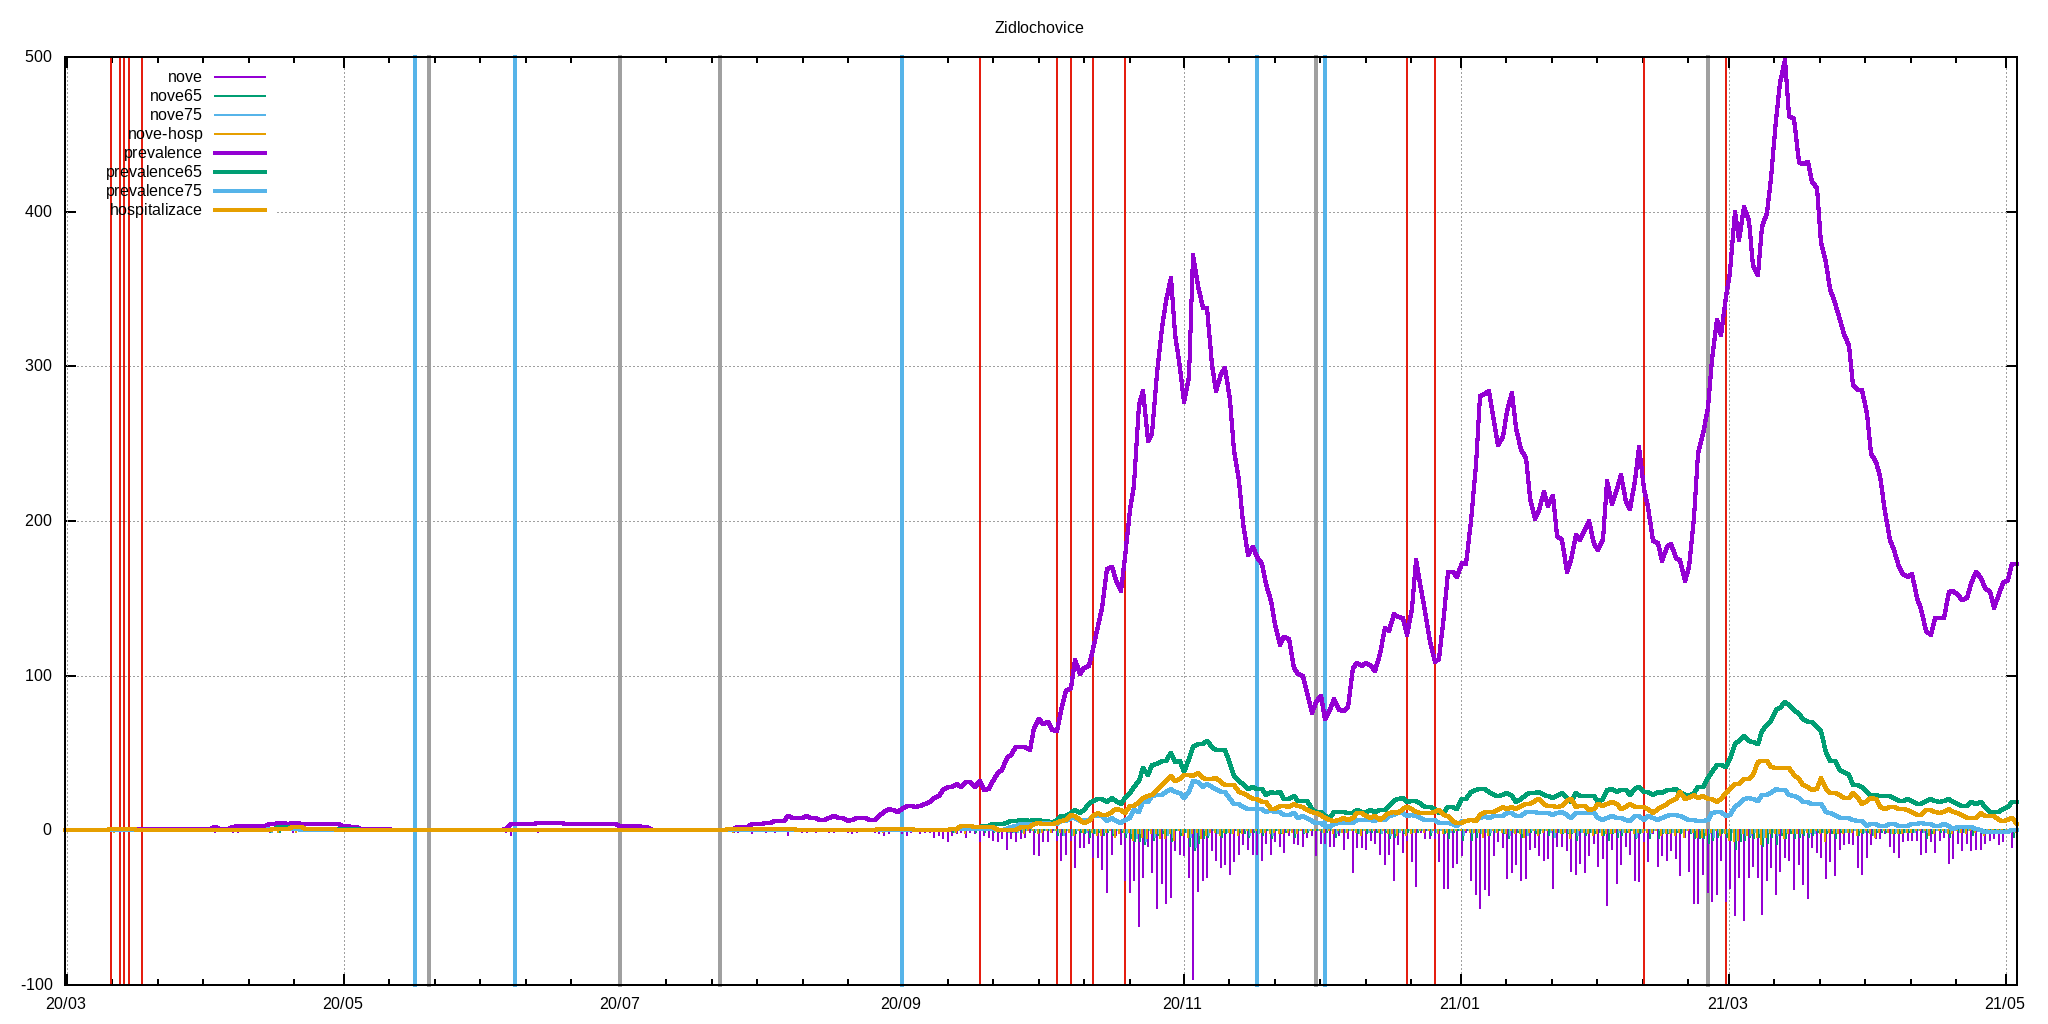 Zidlochovice
500
400
300
200
100
0
-100
nove
nove65
nove75
nove-hosp
prevalence
prevalence65
prevalence75
hospitalizace
20/03 20/05 20/07 20/09 20/11 21/01 21/03 21/05